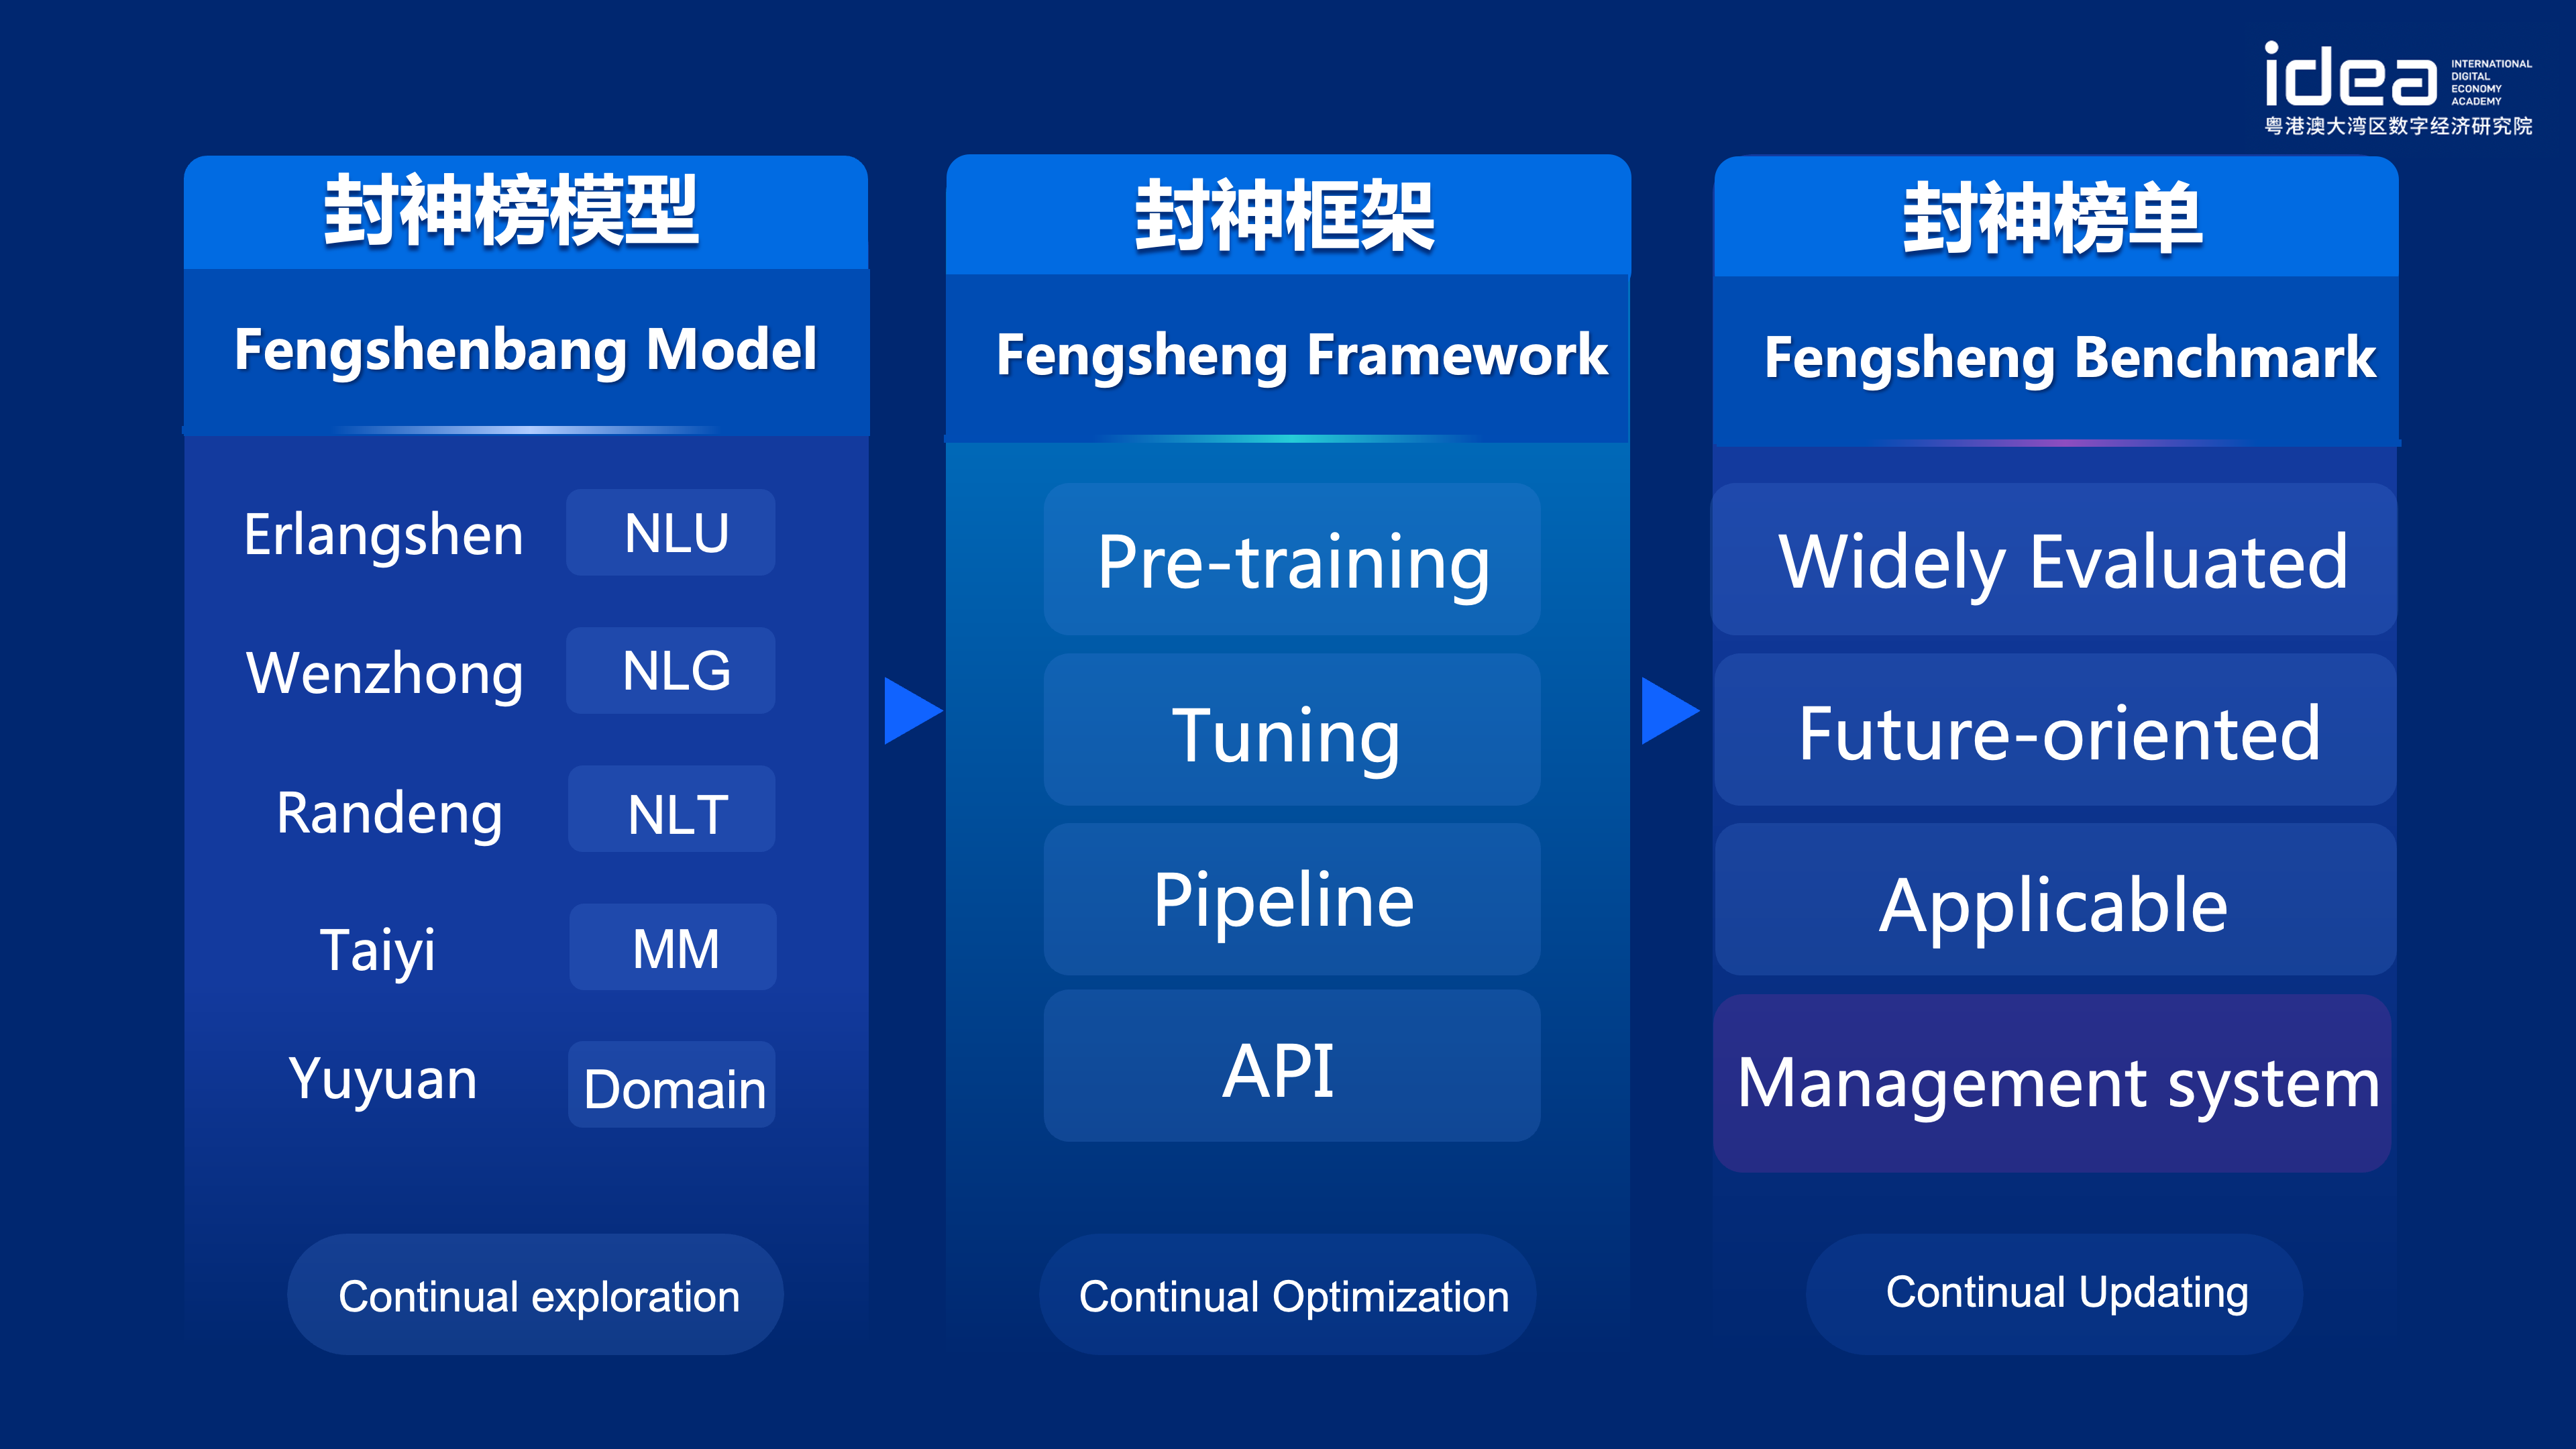 idea
INTERNATIONAL
DIGITAL
ECONOMY
ACADEMY
粤港澳大湾区数字经济研究院
封神榜模型
Fengshenbang Model
Erlangshen NLU
Wenzhong NLG
Randeng NLT
Taiyi MM
Yuyuan Domain
Continual exploration
封神框架
Fengsheng Framework
Pre-training
Tuning
Pipeline
API
Continual Optimization
封神榜单
Fengsheng Benchmark
Widely Evaluated
Future-oriented
Applicable
Management system
Continual Updating